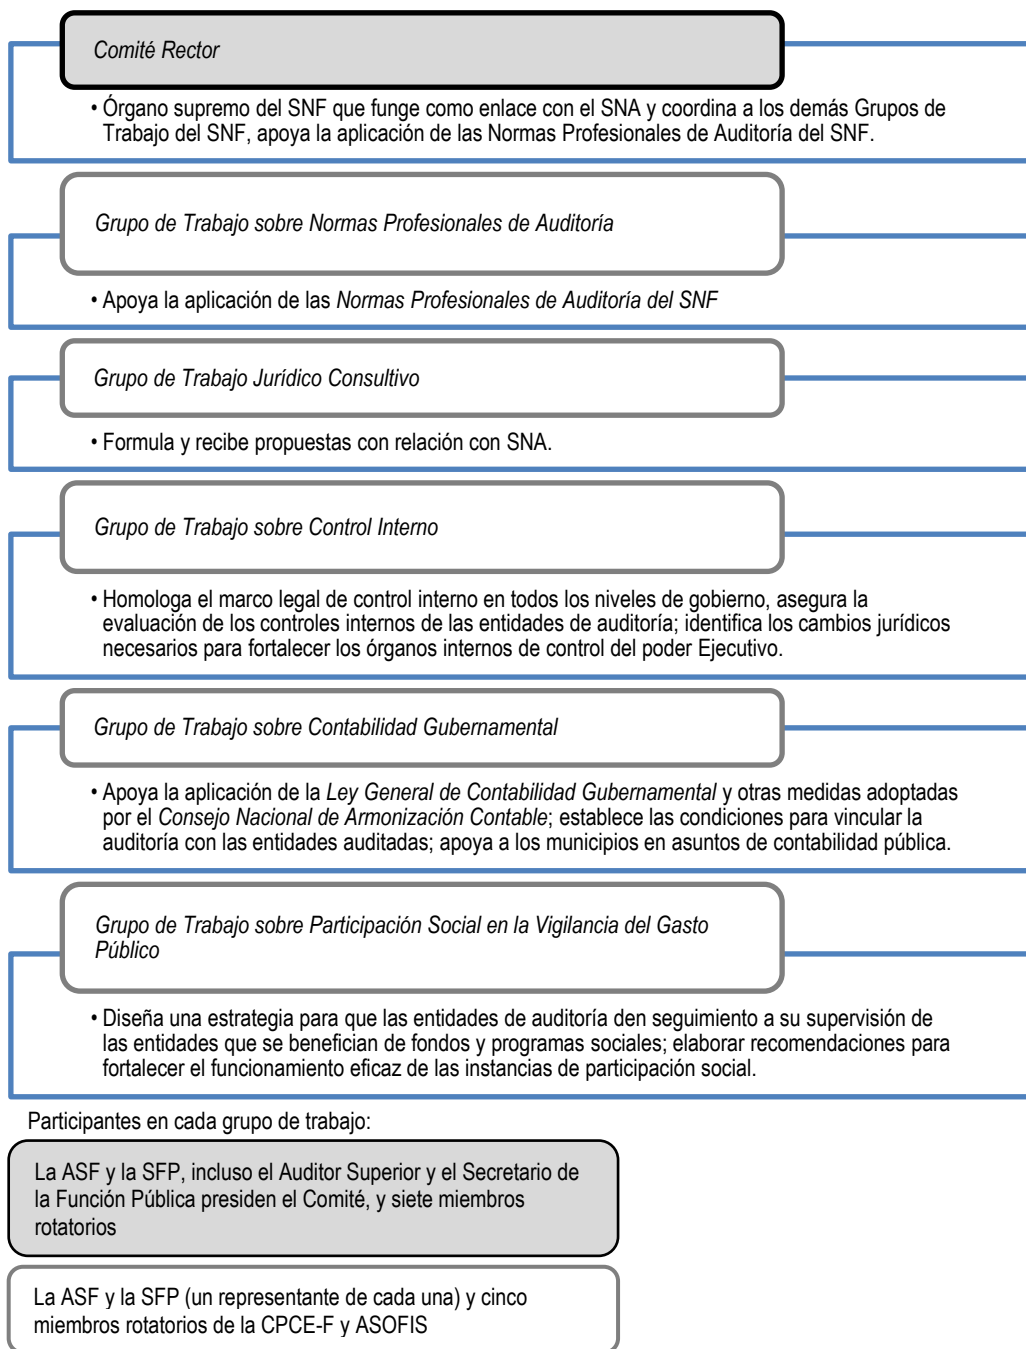 Comité Rector
• Órgano supremo del SNF que funge como enlace con el SNA y coordina a los demás Grupos de
Trabajo del SNF, apoya la aplicación de las Normas Profesionales de Auditoría del SNF.
Grupo de Trabajo sobre Normas Profesionales de Auditoría
• Apoya la aplicación de las Normas Profesionales de Auditoría del SNF
Grupo de Trabajo Jurídico Consultivo
• Formula y recibe propuestas con relación con SNA.
Grupo de Trabajo sobre Control Interno
• Homologa el marco legal de control interno en todos los niveles de gobierno, asegura la
evaluación de los controles internos de las entidades de auditoría; identifica los cambios jurídicos
necesarios para fortalecer los órganos internos de control del poder Ejecutivo.
Grupo de Trabajo sobre Contabilidad Gubernamental
• Apoya la aplicación de la Ley General de Contabilidad Gubernamental y otras medidas adoptadas
por el Consejo Nacional de Armonización Contable; establece las condiciones para vincular la
auditoría con las entidades auditadas; apoya a los municipios en asuntos de contabilidad pública.
Grupo de Trabajo sobre Participación Social en la Vigilancia del Gasto
Público
• Diseña una estrategia para que las entidades de auditoría den seguimiento a su supervisión de
las entidades que se benefician de fondos y programas sociales; elaborar recomendaciones para
fortalecer el funcionamiento eficaz de las instancias de participación social.
Participantes en cada grupo de trabajo:
La ASF y la SFP, incluso el Auditor Superior y el Secretario de
la Función Pública presiden el Comité, y siete miembros
rotatorios
La ASF y la SFP (un representante de cada una) y cinco
miembros rotatorios de la CPCE-F y ASOFIS